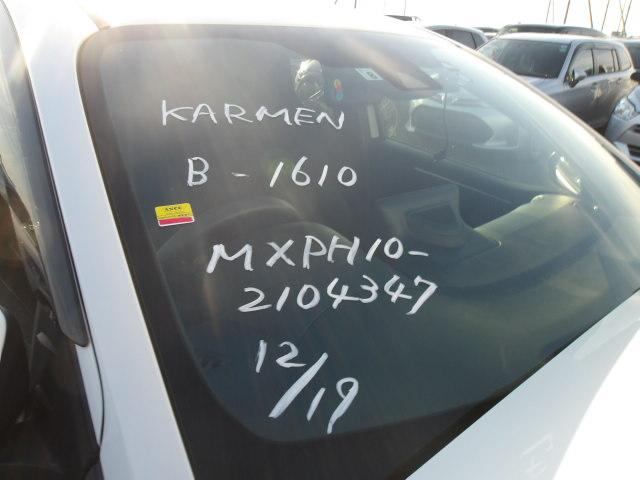 KARMEN
B-1610
MXPH10-
2104347
12/19